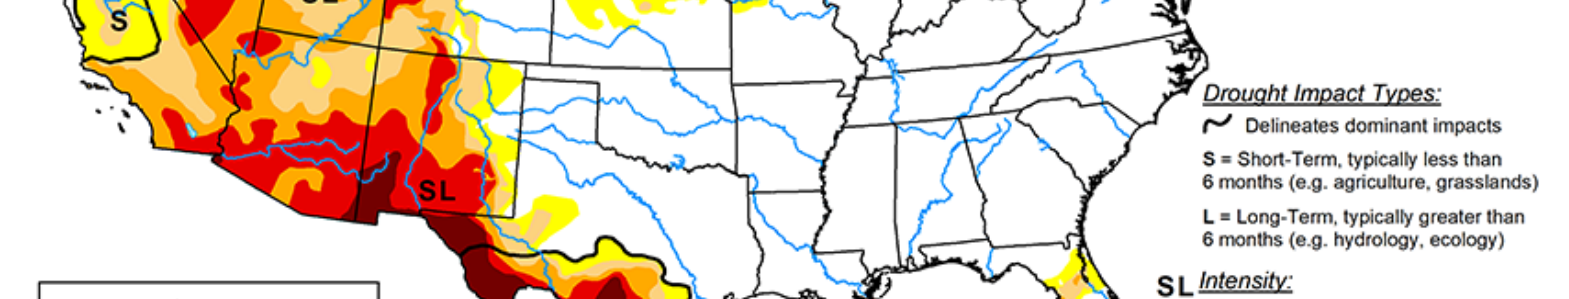 S
SL
Drought Impact Types:
Delineates dominant impacts
S = Short-Term, typically less than
6 months (e.g. agriculture, grasslands)
L = Long-Term, typically greater than
6 months (e.g. hydrology, ecology)
SL Intensity: